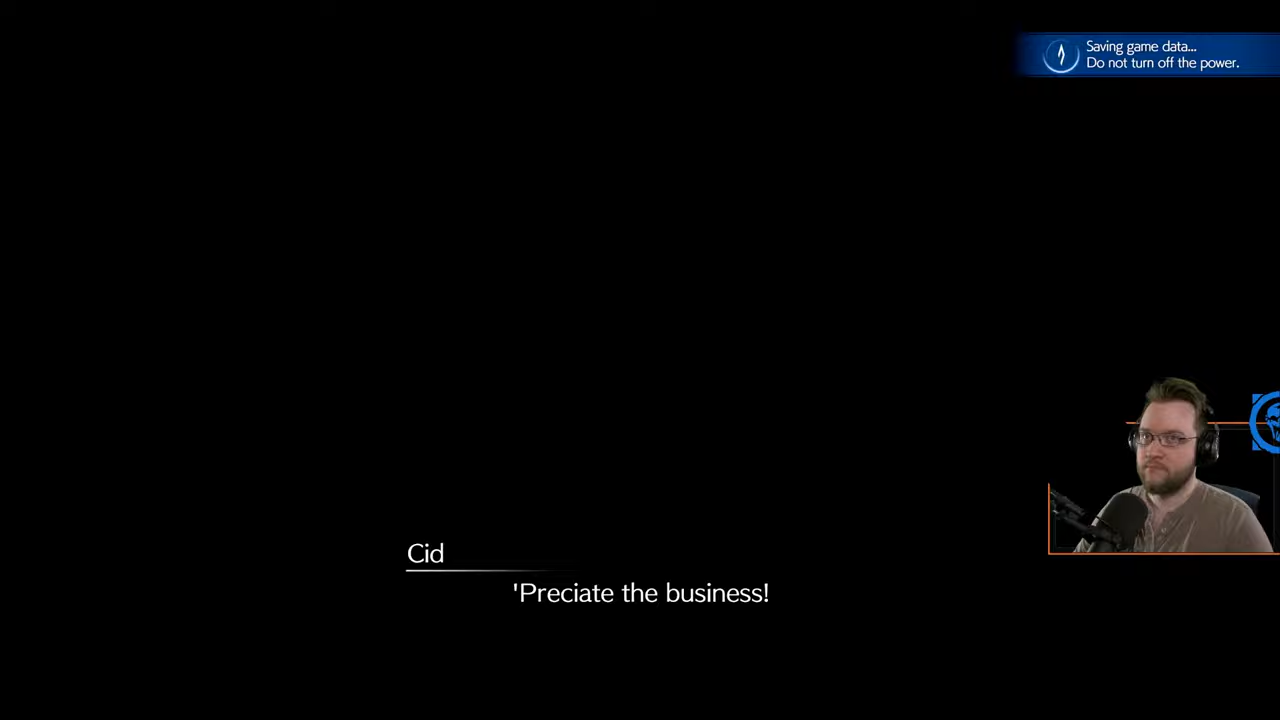 Saving game data...
Do not turn off the power.
Cid
'Preciate the business!